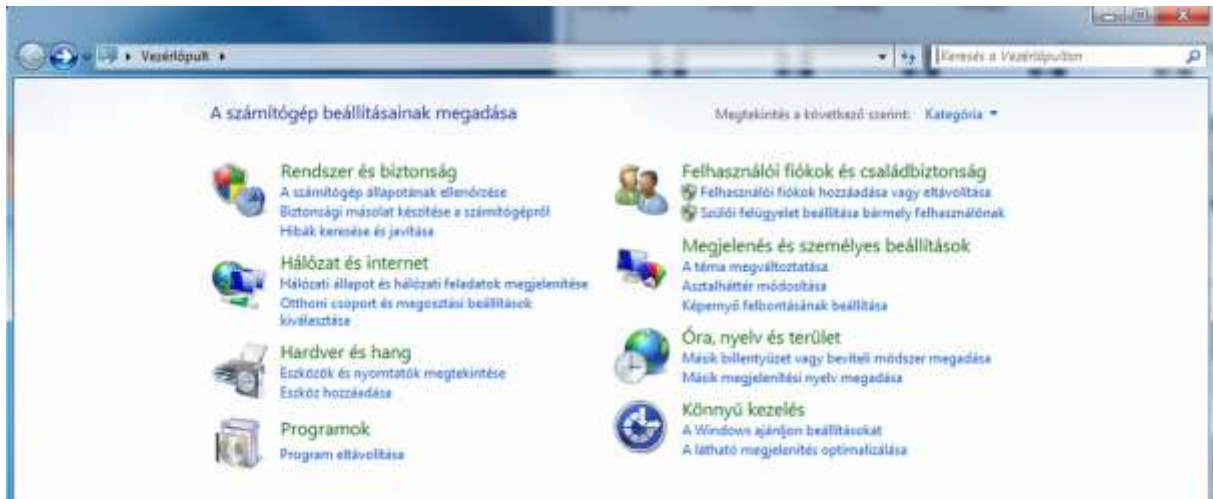 Vezérlőpult
Keresés a Vezérlőpulton
A számítógép beállításainak megadása
Megtekintés a következő szerint: Kategória
Rendszer és biztonság
A számítógép állapotának ellenőrzése
Biztonsági másolat készítése a számítógépről
Hibák keresése és javítása
Hálózat és internet
Hálózati állapot és hálózati feladatok megjelenítése
Otthoni csoport és megosztási beállítások
kiválasztása
Hardver és hang
Eszközök és nyomtatók megtekintése
Eszköz hozzáadása
Programok
Program eltávolítása
Felhasználói fiókok és családbiztonság
Felhasználói fiókok hozzáadása vagy eltávolítása
Szülői felügyelet beállítása bármely felhasználónak
Megjelenés és személyes beállítások
A téma megváltoztatása
Asztalháttér módosítása
Képernyő felbontásának beállítása
Óra, nyelv és terület
Másik billentyűzet vagy beviteli módszer megadása
Másik megjelenítési nyelv megadása
Könnyű kezelés
A Windows ajánljon beállításokat
A látható megjelenítés optimalizálása